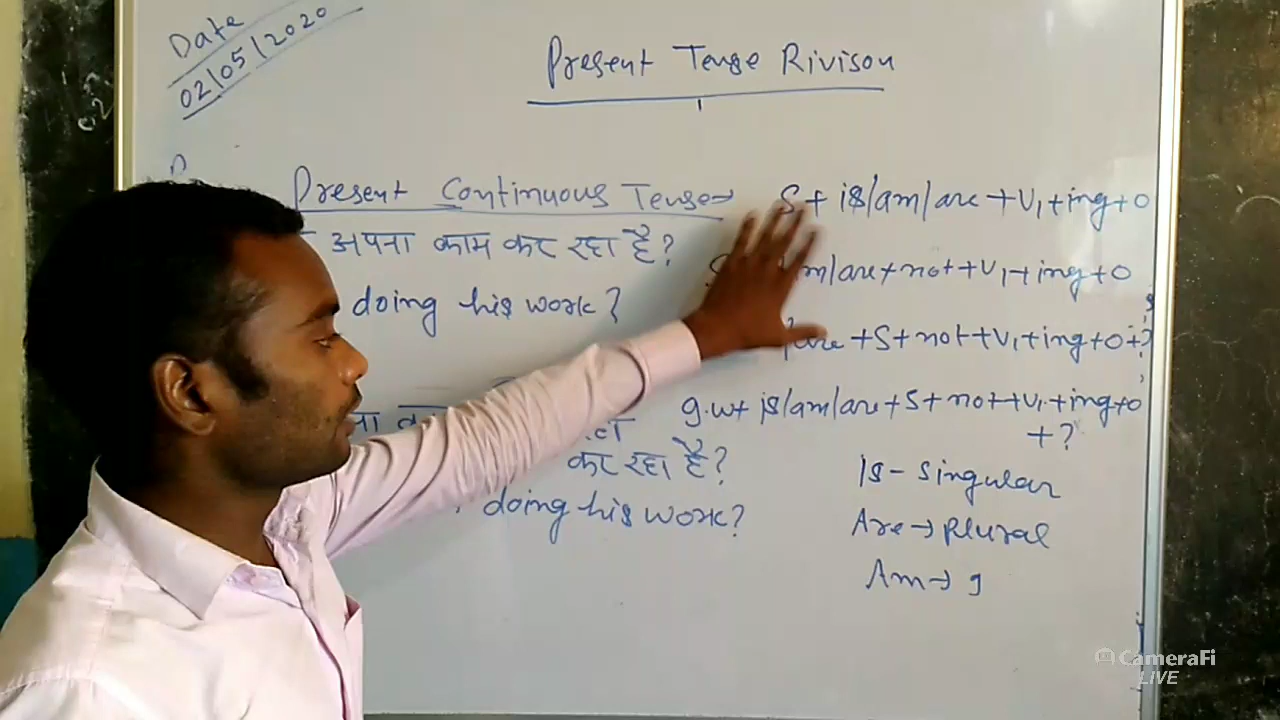 Date
02/05/2020
Present Tense Rivison
Present Continuous Tense→ S+ is/am/are +V₁+ing+O
अपना काम कर रहा है?
m/are+not+V₁+ing+O
doing his work?
/are +S+not+V₁+ing+O+?
g.w+ is/am/are+S+not+V₁+ing+O
+?
कर रहा है?
is - singular
doing his work?
Are→Plural
Am→ I
CameraFi
LIVE